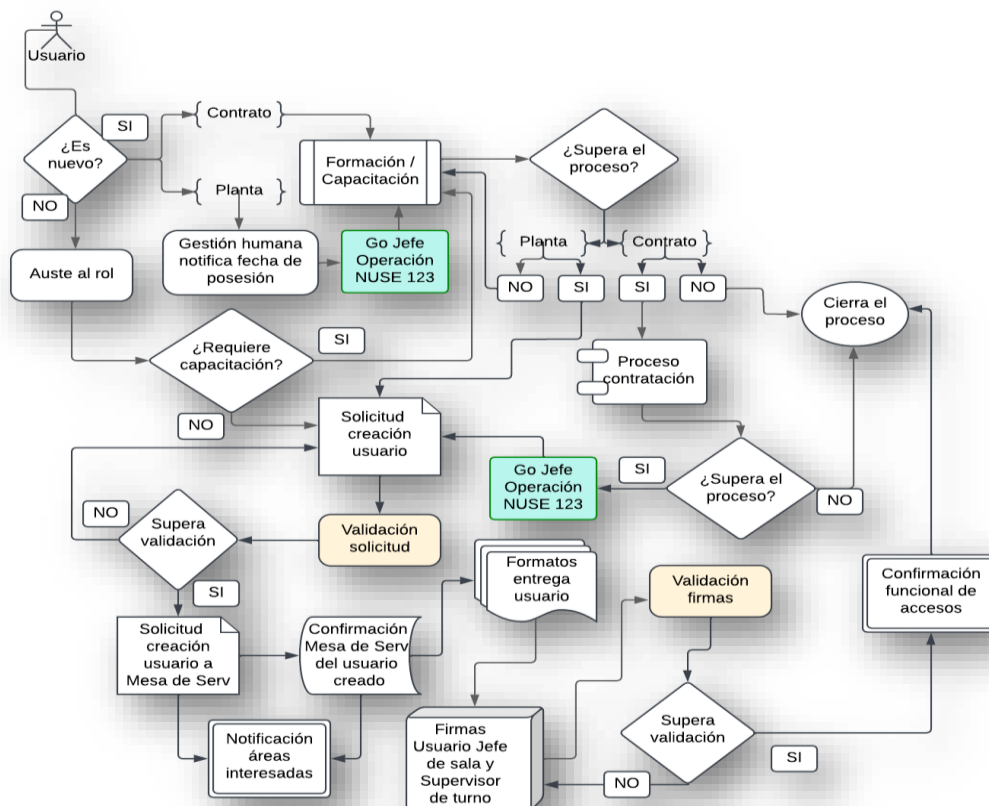 Usuario
¿Es
nuevo?
SI
Contrato
Planta
NO
Auste al rol
Gestión humana
notifica fecha de
posesión
Go Jefe
Operación
NUSE 123
Formación /
Capacitación
¿Supera el
proceso?
Planta
Contrato
NO
SI
SI
NO
Cierra el
proceso
¿Requiere
capacitación?
SI
NO
Proceso
contratación
Solicitud
creación
usuario
Go Jefe
Operación
NUSE 123
SI
¿Supera el
proceso?
NO
NO
Supera
validación
SI
Validación
solicitud
Formatos
entrega
usuario
Validación
firmas
Confirmación
funcional de
accesos
Solicitud
creación
usuario a
Mesa de Serv
Confirmación
Mesa de Serv
del usuario
creado
Notificación
áreas
interesadas
Firmas
Usuario Jefe
de sala y
Supervisor
de turno
Supera
validación
NO
SI